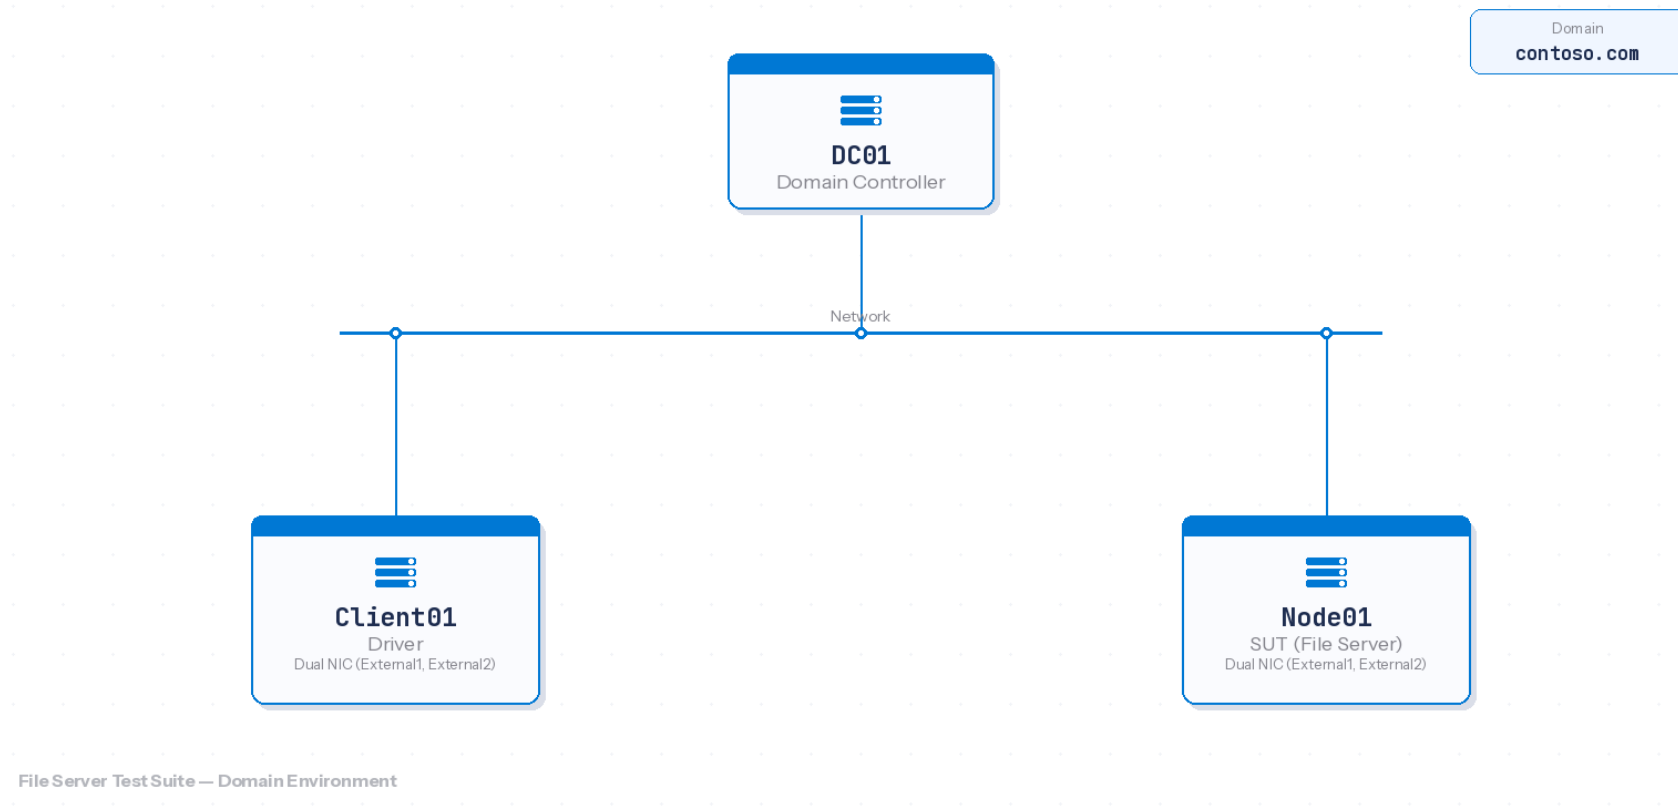 Domain
contoso.com
DC01
Domain Controller
Network
Client01
Driver
Dual NIC (External1, External2)
Node01
SUT (File Server)
Dual NIC (External1, External2)
File Server Test Suite — Domain Environment